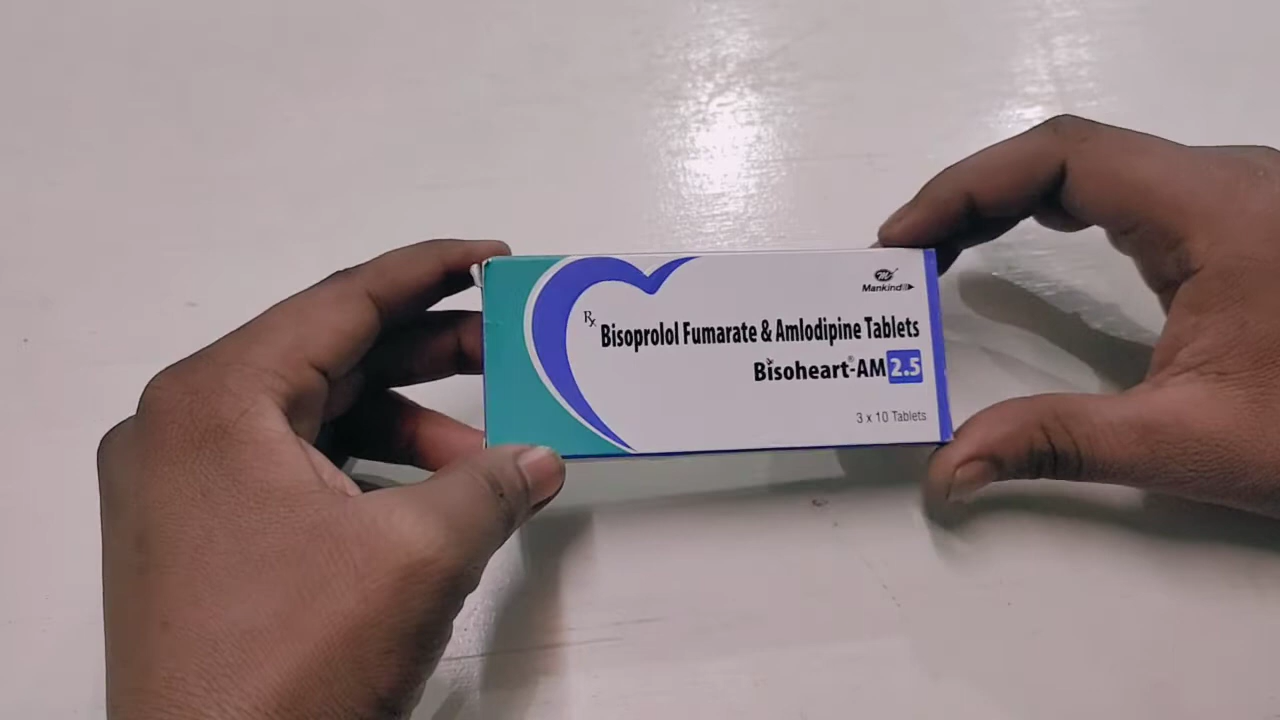 Mankind
Rx Bisoprolol Fumarate & Amlodipine Tablets
Bisoheart®-AM 2.5
3 x 10 Tablets